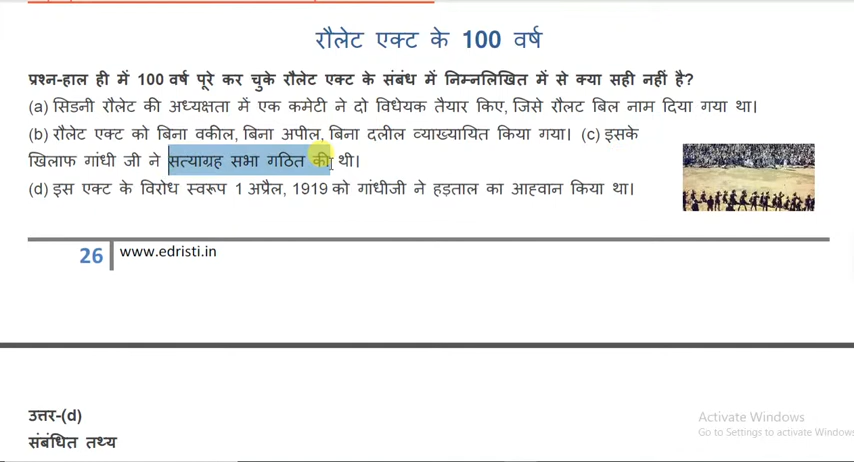 रौलेट एक्ट के 100 वर्ष
प्रश्न-हाल ही में 100 वर्ष पूरे कर चुके रौलेट एक्ट के संबंध में निम्नलिखित में से क्या सही नहीं है?
(a) सिडनी रौलेट की अध्यक्षता में एक कमेटी ने दो विधेयक तैयार किए, जिसे रौलट बिल नाम दिया गया था।
(b) रौलेट एक्ट को बिना वकील, बिना अपील, बिना दलील व्याख्यायित किया गया। (c) इसके
खिलाफ गांधी जी ने सत्याग्रह सभा गठित की थी।
(d) इस एक्ट के विरोध स्वरूप 1 अप्रैल, 1919 को गांधीजी ने हड़ताल का आह्वान किया था।
26 www.edristi.in
उत्तर-(d)
संबंधित तथ्य
Activate Windows
Go to Settings to activate Windows